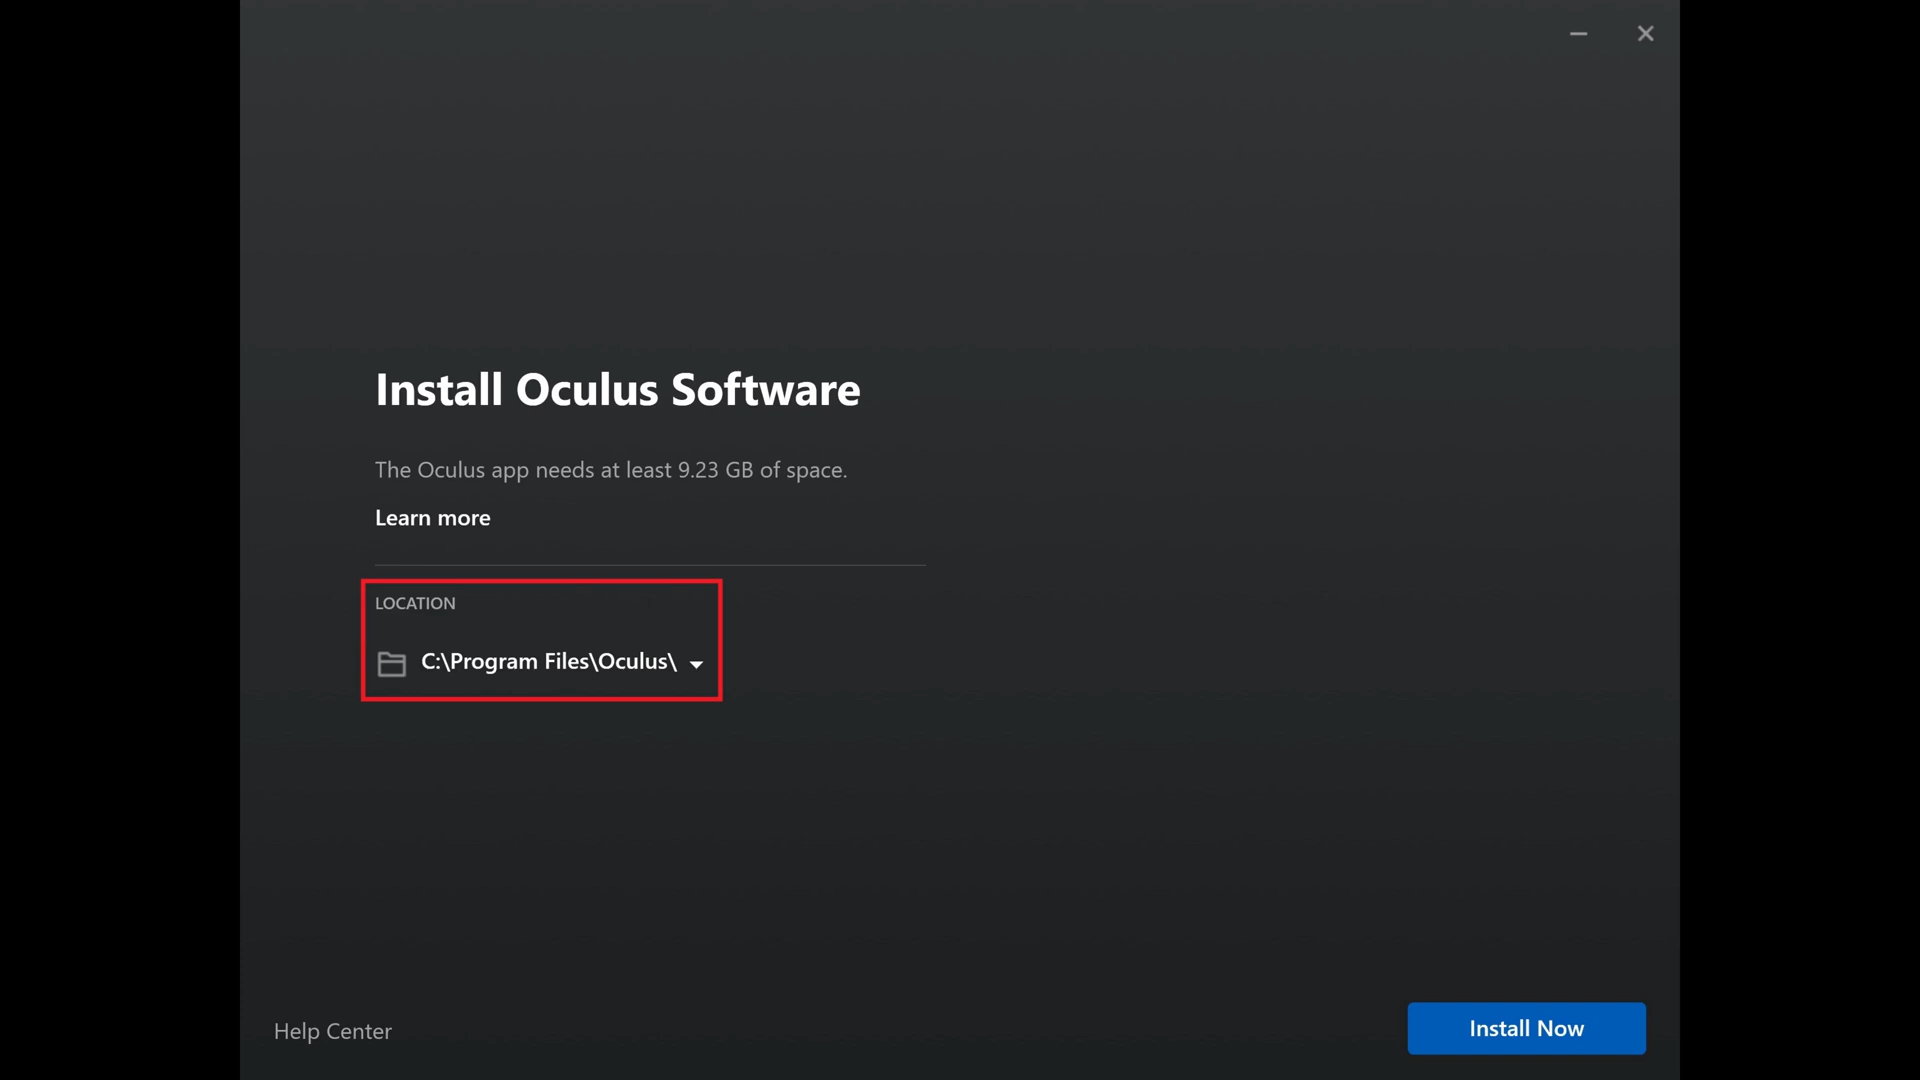 Install Oculus Software
The Oculus app needs at least 9.23 GB of space.
Learn more
LOCATION
C:\Program Files\Oculus\
Help Center
Install Now